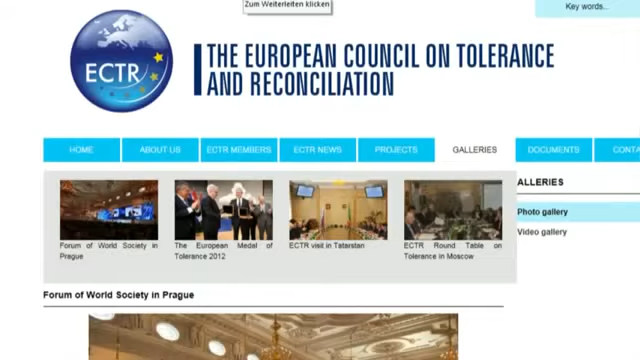 Zum Weiterleiten klicken
Key words...
ECTR
THE EUROPEAN COUNCIL ON TOLERANCE
AND RECONCILIATION
HOME
ABOUT US
ECTR MEMBERS
ECTR NEWS
PROJECTS
GALLERIES
DOCUMENTS
CONTA
ALLERIES
Photo gallery
Video gallery
Forum of World Society in
Prague
The European Medal of
Tolerance 2012
ECTR visit in Taterstan
ECTR Round Table on
Tolerance in Moscow
Forum of World Society in Prague